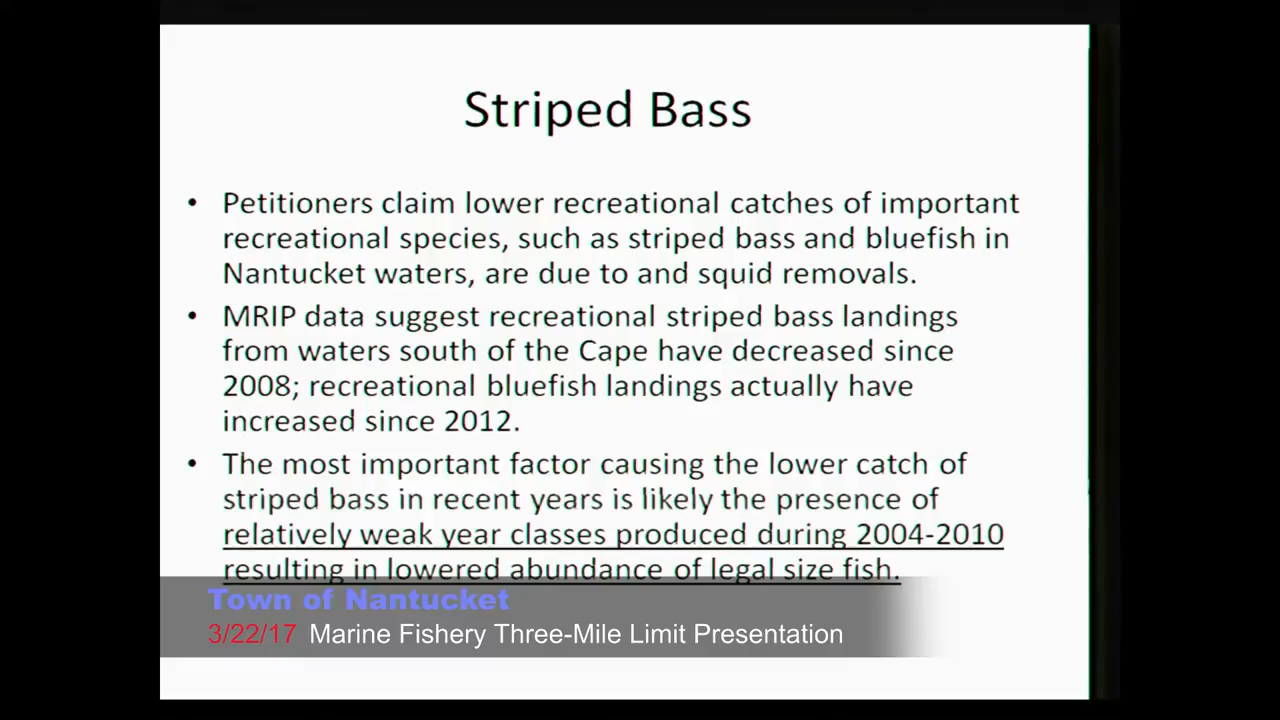 Striped Bass
• Petitioners claim lower recreational catches of important
recreational species, such as striped bass and bluefish in
Nantucket waters, are due to and squid removals.
• MRIP data suggest recreational striped bass landings
from waters south of the Cape have decreased since
2008; recreational bluefish landings actually have
increased since 2012.
• The most important factor causing the lower catch of
striped bass in recent years is likely the presence of
relatively weak year classes produced during 2004-2010
resulting in lowered abundance of legal size fish.
Town of Nantucket
3/22/17 Marine Fishery Three-Mile Limit Presentation